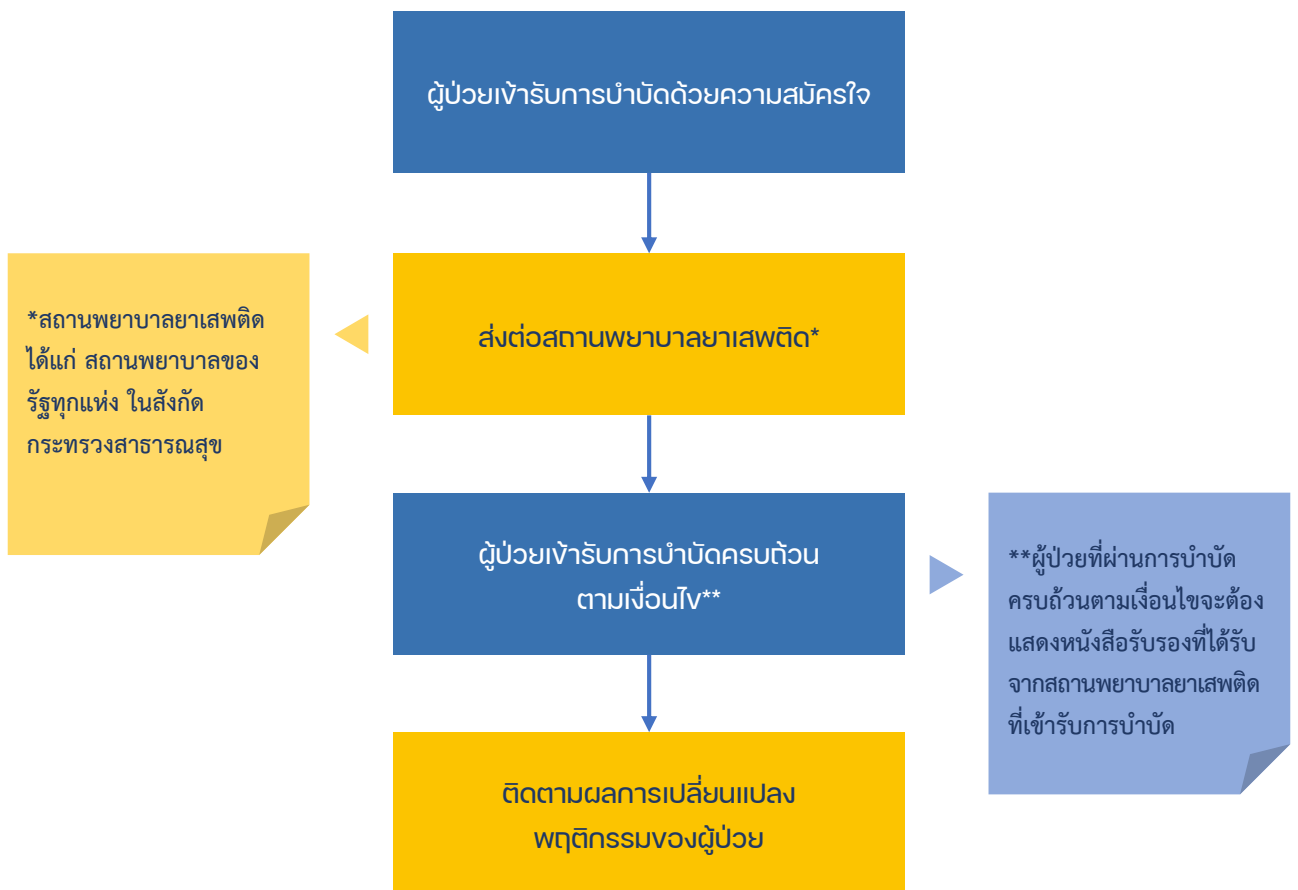 ผู้ป่วยเข้ารับการบำบัดด้วยความสมัครใจ
ส่งต่อสถานพยาบาลยาเสพติด*
*สถานพยาบาลยาเสพติด
ได้แก่ สถานพยาบาลของ
รัฐทุกแห่ง ในสังกัด
กระทรวงสาธารณสุข
ผู้ป่วยเข้ารับการบำบัดครบถ้วน
ตามเงื่อนไข**
**ผู้ป่วยที่ผ่านการบำบัด
ครบถ้วนตามเงื่อนไขจะต้อง
แสดงหนังสือรับรองที่ได้รับ
จากสถานพยาบาลยาเสพติด
ที่เข้ารับการบำบัด
ติดตามผลการเปลี่ยนแปลง
พฤติกรรมของผู้ป่วย